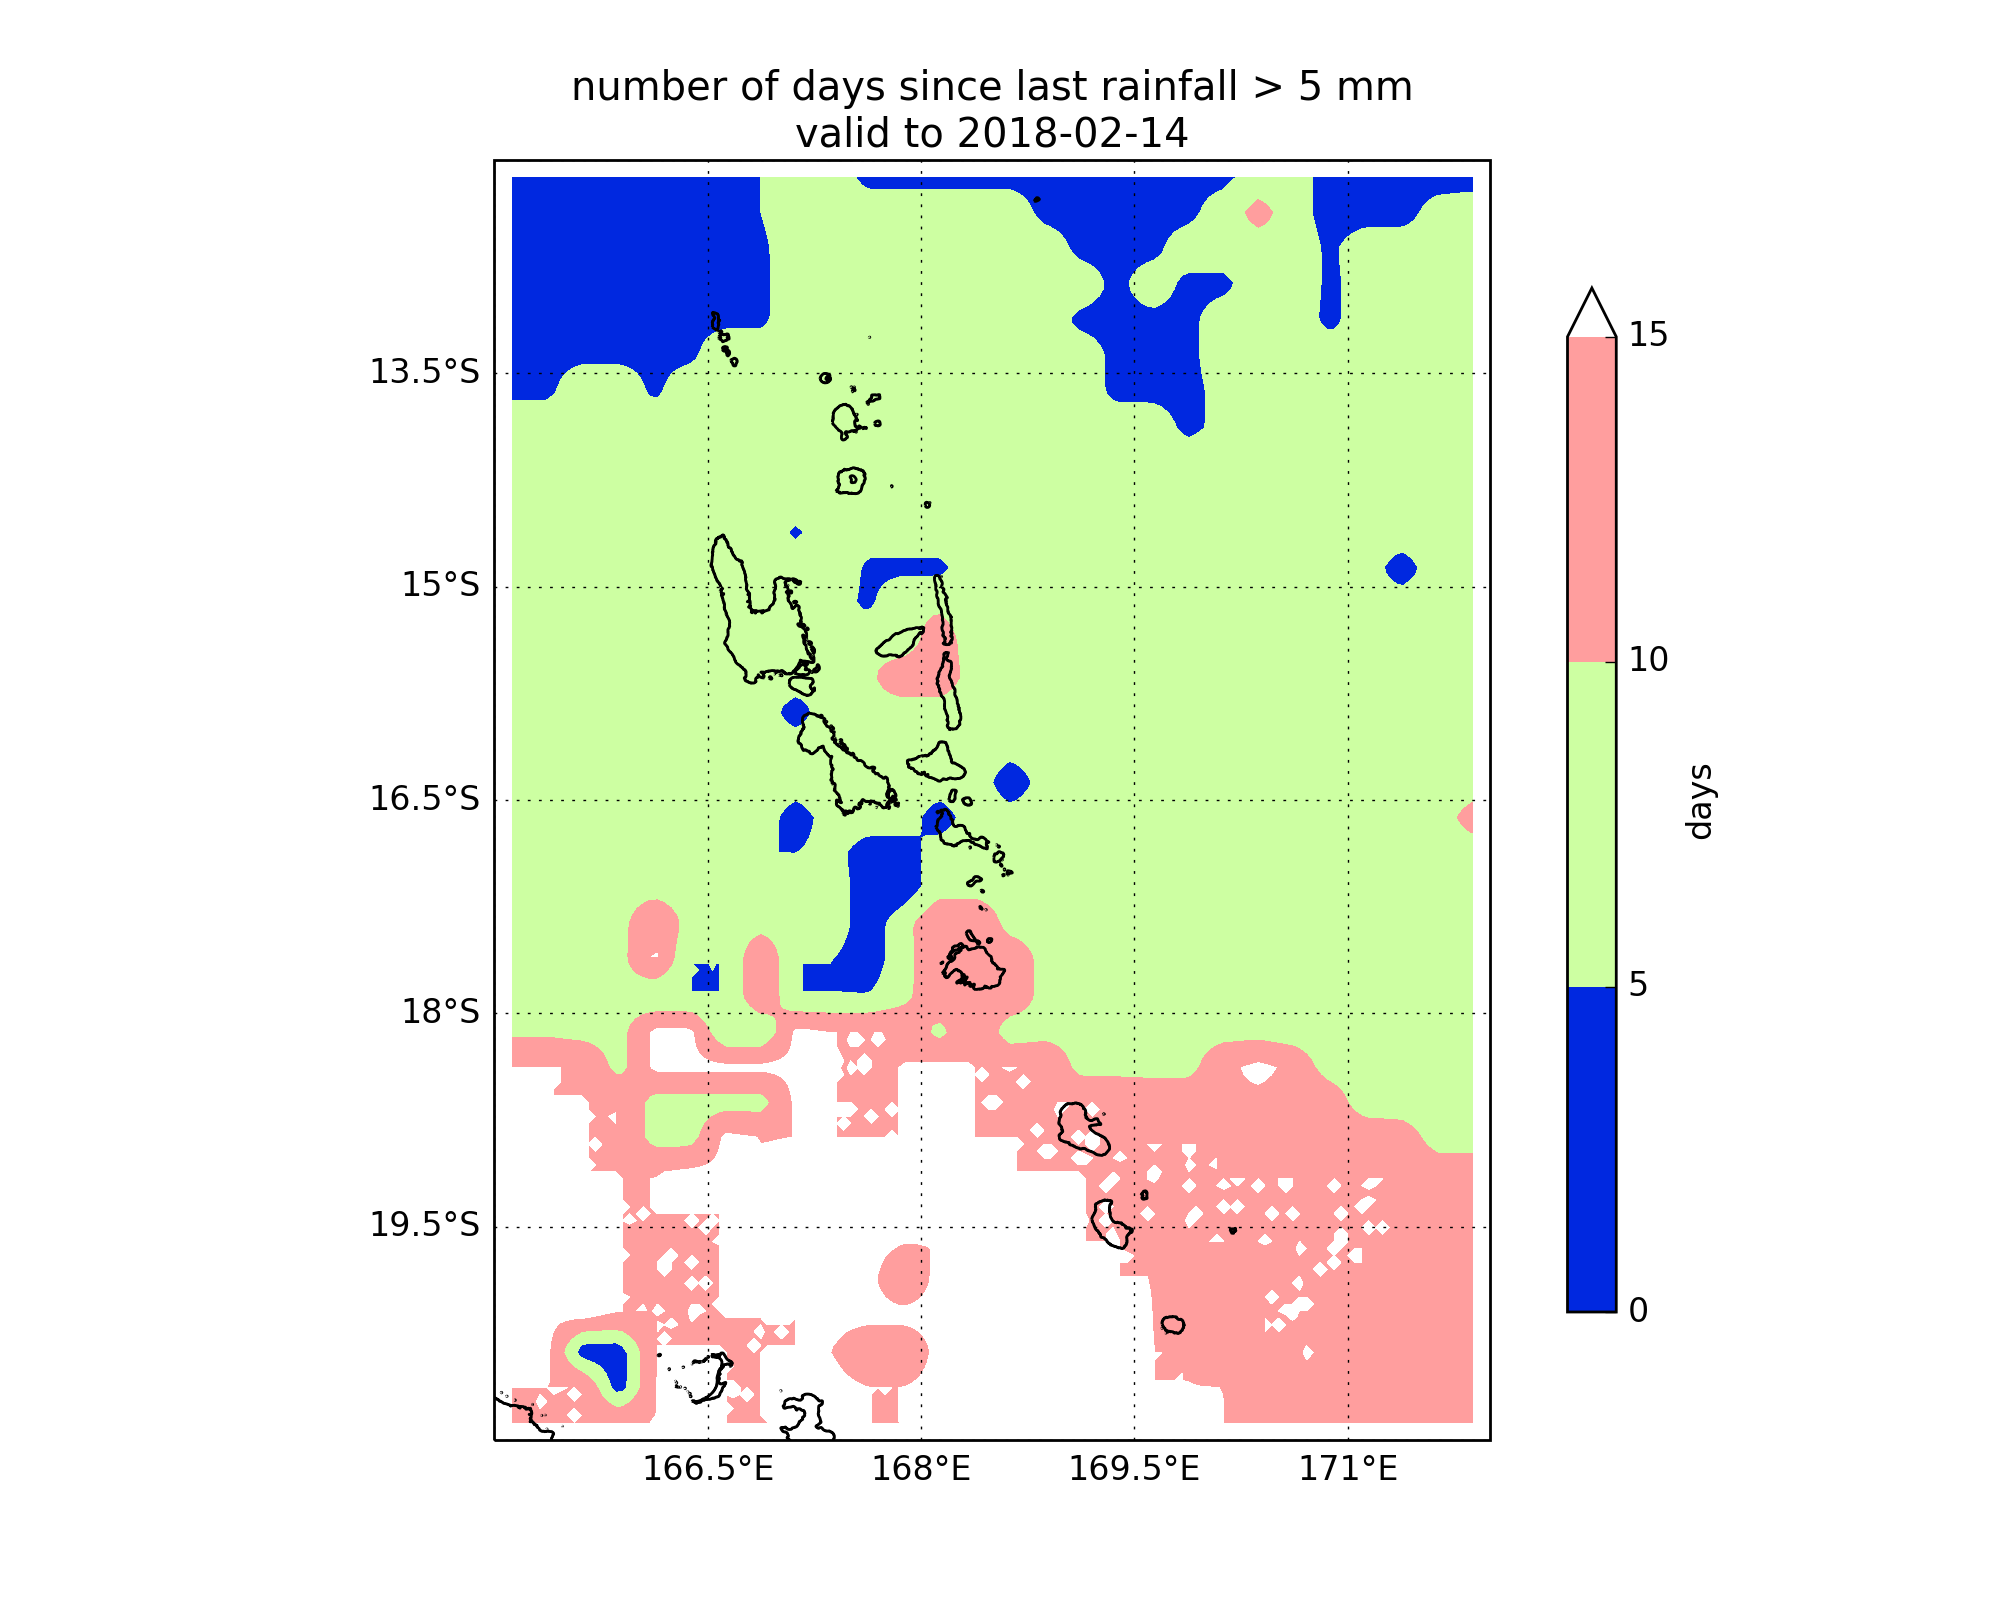 number of days since last rainfall > 5 mm
valid to 2018-02-14
13.5°S
15°S
16.5°S
18°S
19.5°S
166.5°E 168°E 169.5°E 171°E
15
10
5
0
days